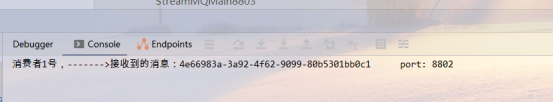 StreamMQMain8803
Debugger Console Endpoints
消费者1号，------->接收到的消息：4e66983a-3a92-4f62-9099-80b5301bb0c1 port: 8802